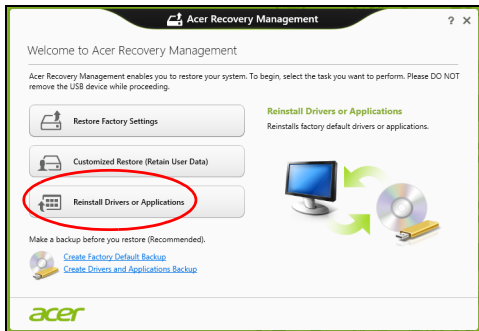 Acer Recovery Management
? ×
Welcome to Acer Recovery Management
Acer Recovery Management enables you to restore your system. To begin, select the task you want to perform. Please DO NOT
remove the USB device while proceeding.
Restore Factory Settings
Customized Restore (Retain User Data)
Reinstall Drivers or Applications
Reinstall Drivers or Applications
Reinstalls factory default drivers or applications.
Make a backup before you restore (Recommended).
Create Factory Default Backup
Create Drivers and Applications Backup
acer